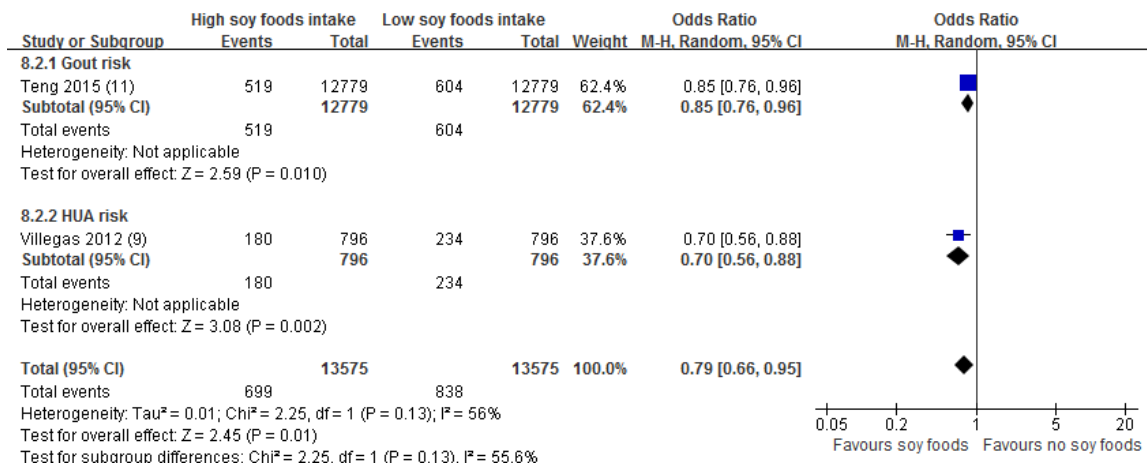 High soy foods intake Low soy foods intake Odds Ratio Odds Ratio
Study or Subgroup Events Total Events Total Weight M-H, Random, 95% CI M-H, Random, 95% CI
8.2.1 Gout risk
Teng 2015 (11) 519 12779 604 12779 62.4% 0.85 [0.76, 0.96]
Subtotal (95% CI) 12779 12779 62.4% 0.85 [0.76, 0.96]
Total events 519 604
Heterogeneity: Not applicable
Test for overall effect: Z = 2.59 (P = 0.010)
8.2.2 HUA risk
Villegas 2012 (9) 180 796 234 796 37.6% 0.70 [0.56, 0.88]
Subtotal (95% CI) 796 796 37.6% 0.70 [0.56, 0.88]
Total events 180 234
Heterogeneity: Not applicable
Test for overall effect: Z = 3.08 (P = 0.002)
Total (95% CI) 13575 13575 100.0% 0.79 [0.66, 0.95]
Total events 699 838
Heterogeneity: Tau² = 0.01; Chi² = 2.25, df = 1 (P = 0.13); I² = 56%
Test for overall effect: Z = 2.45 (P = 0.01)
Test for subgroup differences: Chi² = 2.25, df = 1 (P = 0.13), I² = 55.6%
0.05 0.2 1 5 20
Favours soy foods Favours no soy foods